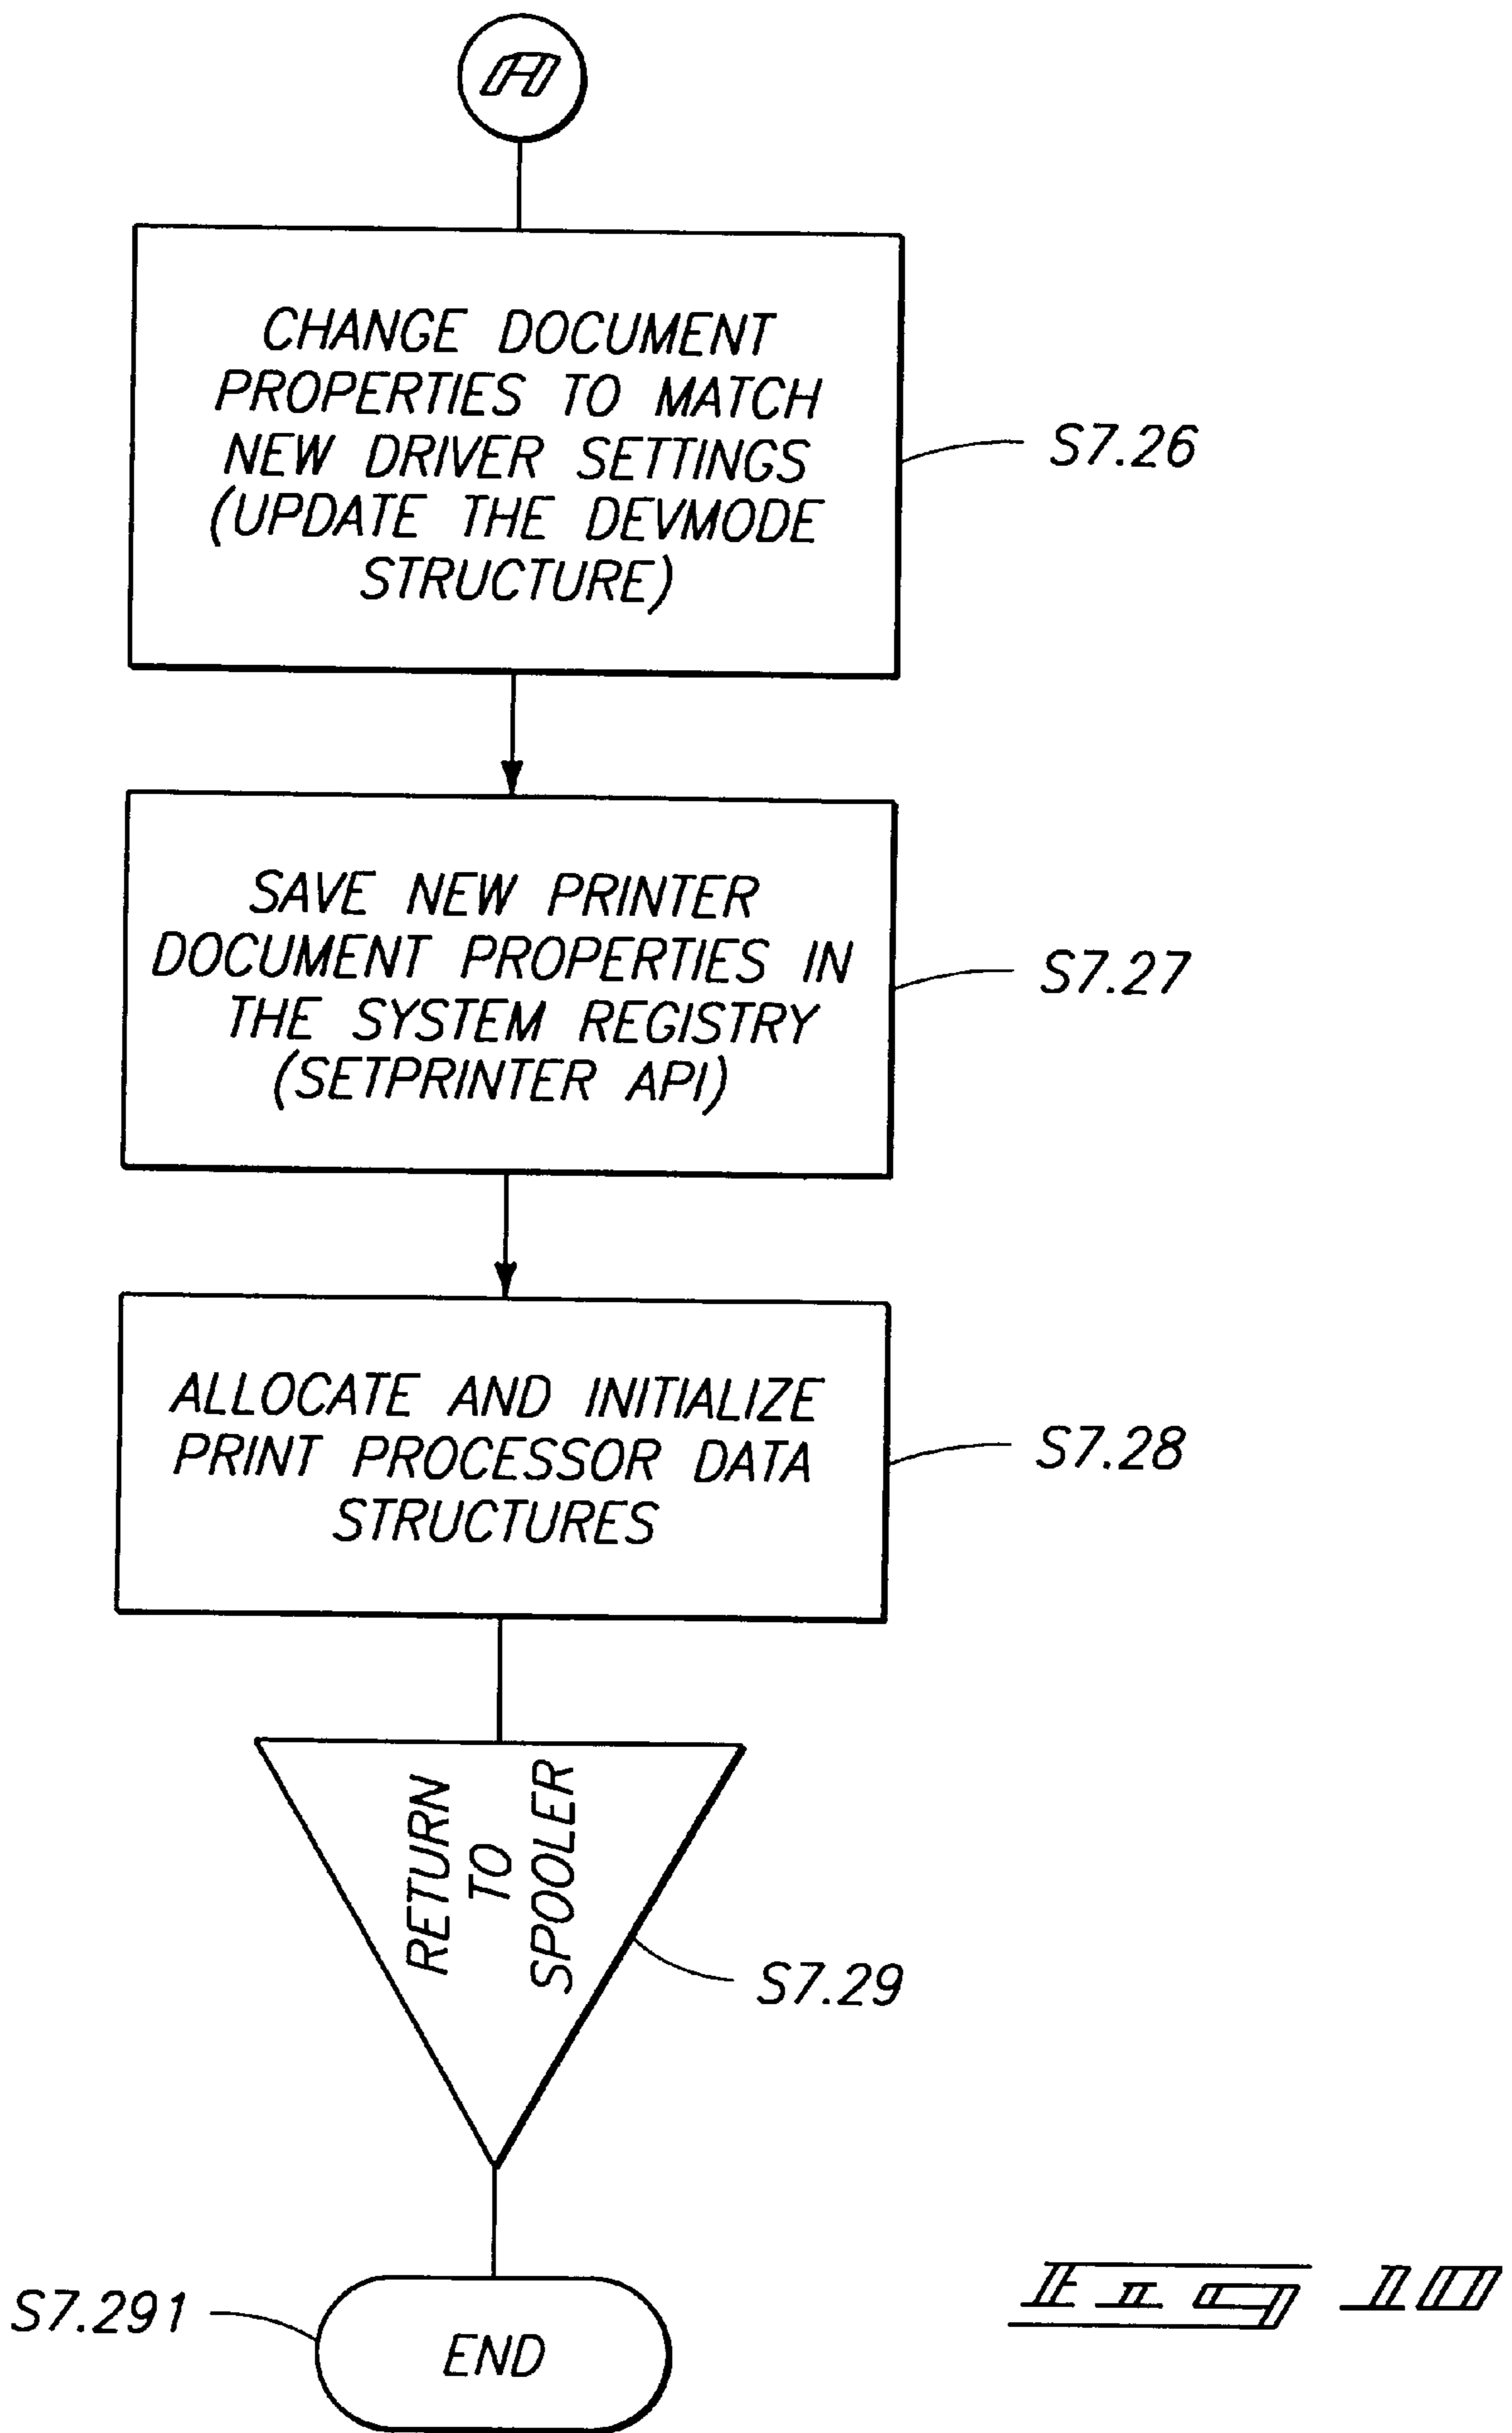 H
CHANGE DOCUMENT
PROPERTIES TO MATCH
NEW DRIVER SETTINGS
(UPDATE THE DEVMODE
STRUCTURE)
S7.26
SAVE NEW PRINTER
DOCUMENT PROPERTIES IN
THE SYSTEM REGISTRY
(SETPRINTER API)
S7.27
ALLOCATE AND INITIALIZE
PRINT PROCESSOR DATA
STRUCTURES
S7.28
RETURN
TO
SPOOLER
S7.29
S7.291
END
Fig 10